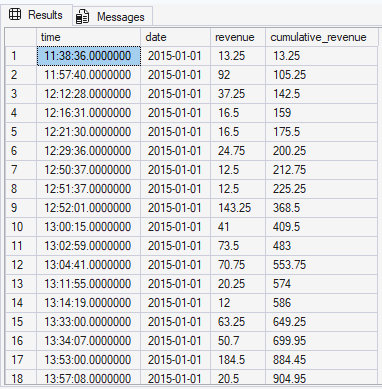 Results Messages
time date revenue cumulative_revenue
1 11:38:36.0000000 2015-01-01 13.25 13.25
2 11:57:40.0000000 2015-01-01 92 105.25
3 12:12:28.0000000 2015-01-01 37.25 142.5
4 12:16:31.0000000 2015-01-01 16.5 159
5 12:21:30.0000000 2015-01-01 16.5 175.5
6 12:29:36.0000000 2015-01-01 24.75 200.25
7 12:50:37.0000000 2015-01-01 12.5 212.75
8 12:51:37.0000000 2015-01-01 12.5 225.25
9 12:52:01.0000000 2015-01-01 143.25 368.5
10 13:00:15.0000000 2015-01-01 41 409.5
11 13:02:59.0000000 2015-01-01 73.5 483
12 13:04:41.0000000 2015-01-01 70.75 553.75
13 13:11:55.0000000 2015-01-01 20.25 574
14 13:14:19.0000000 2015-01-01 12 586
15 13:33:00.0000000 2015-01-01 63.25 649.25
16 13:34:07.0000000 2015-01-01 50.7 699.95
17 13:53:00.0000000 2015-01-01 184.5 884.45
18 13:57:08.0000000 2015-01-01 20.5 904.95